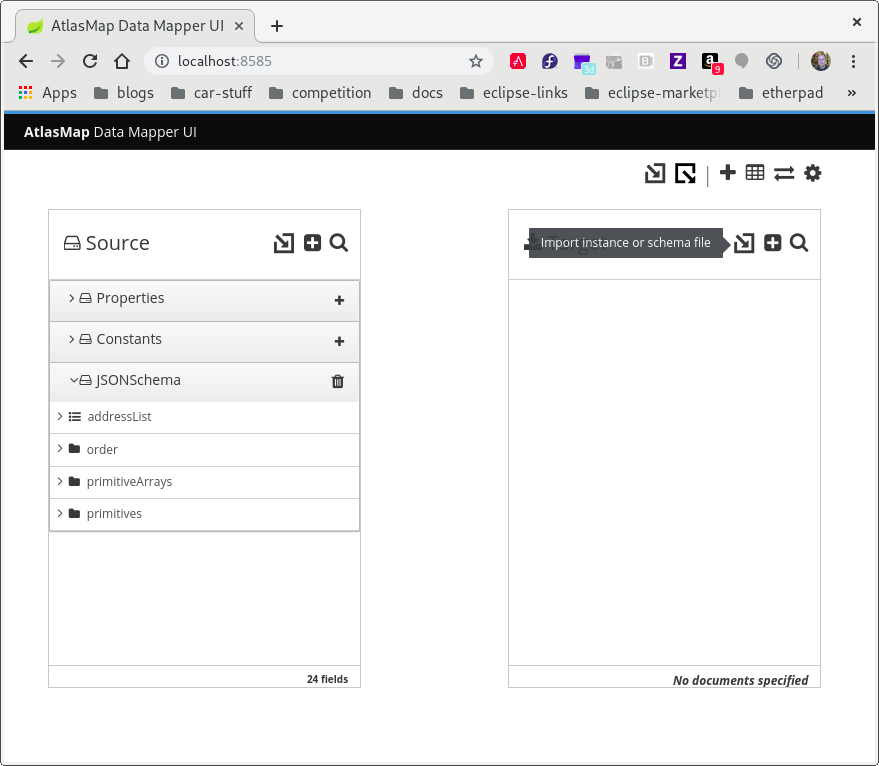 AtlasMap Data Mapper UI
localhost:8585
3d
9
Apps
blogs
car-stuff
competition
docs
eclipse-links
eclipse-marketpl
etherpad
»
AtlasMap Data Mapper UI
Source
Import instance or schema file
Properties
Constants
JSONSchema
addressList
order
primitiveArrays
primitives
24 fields
No documents specified